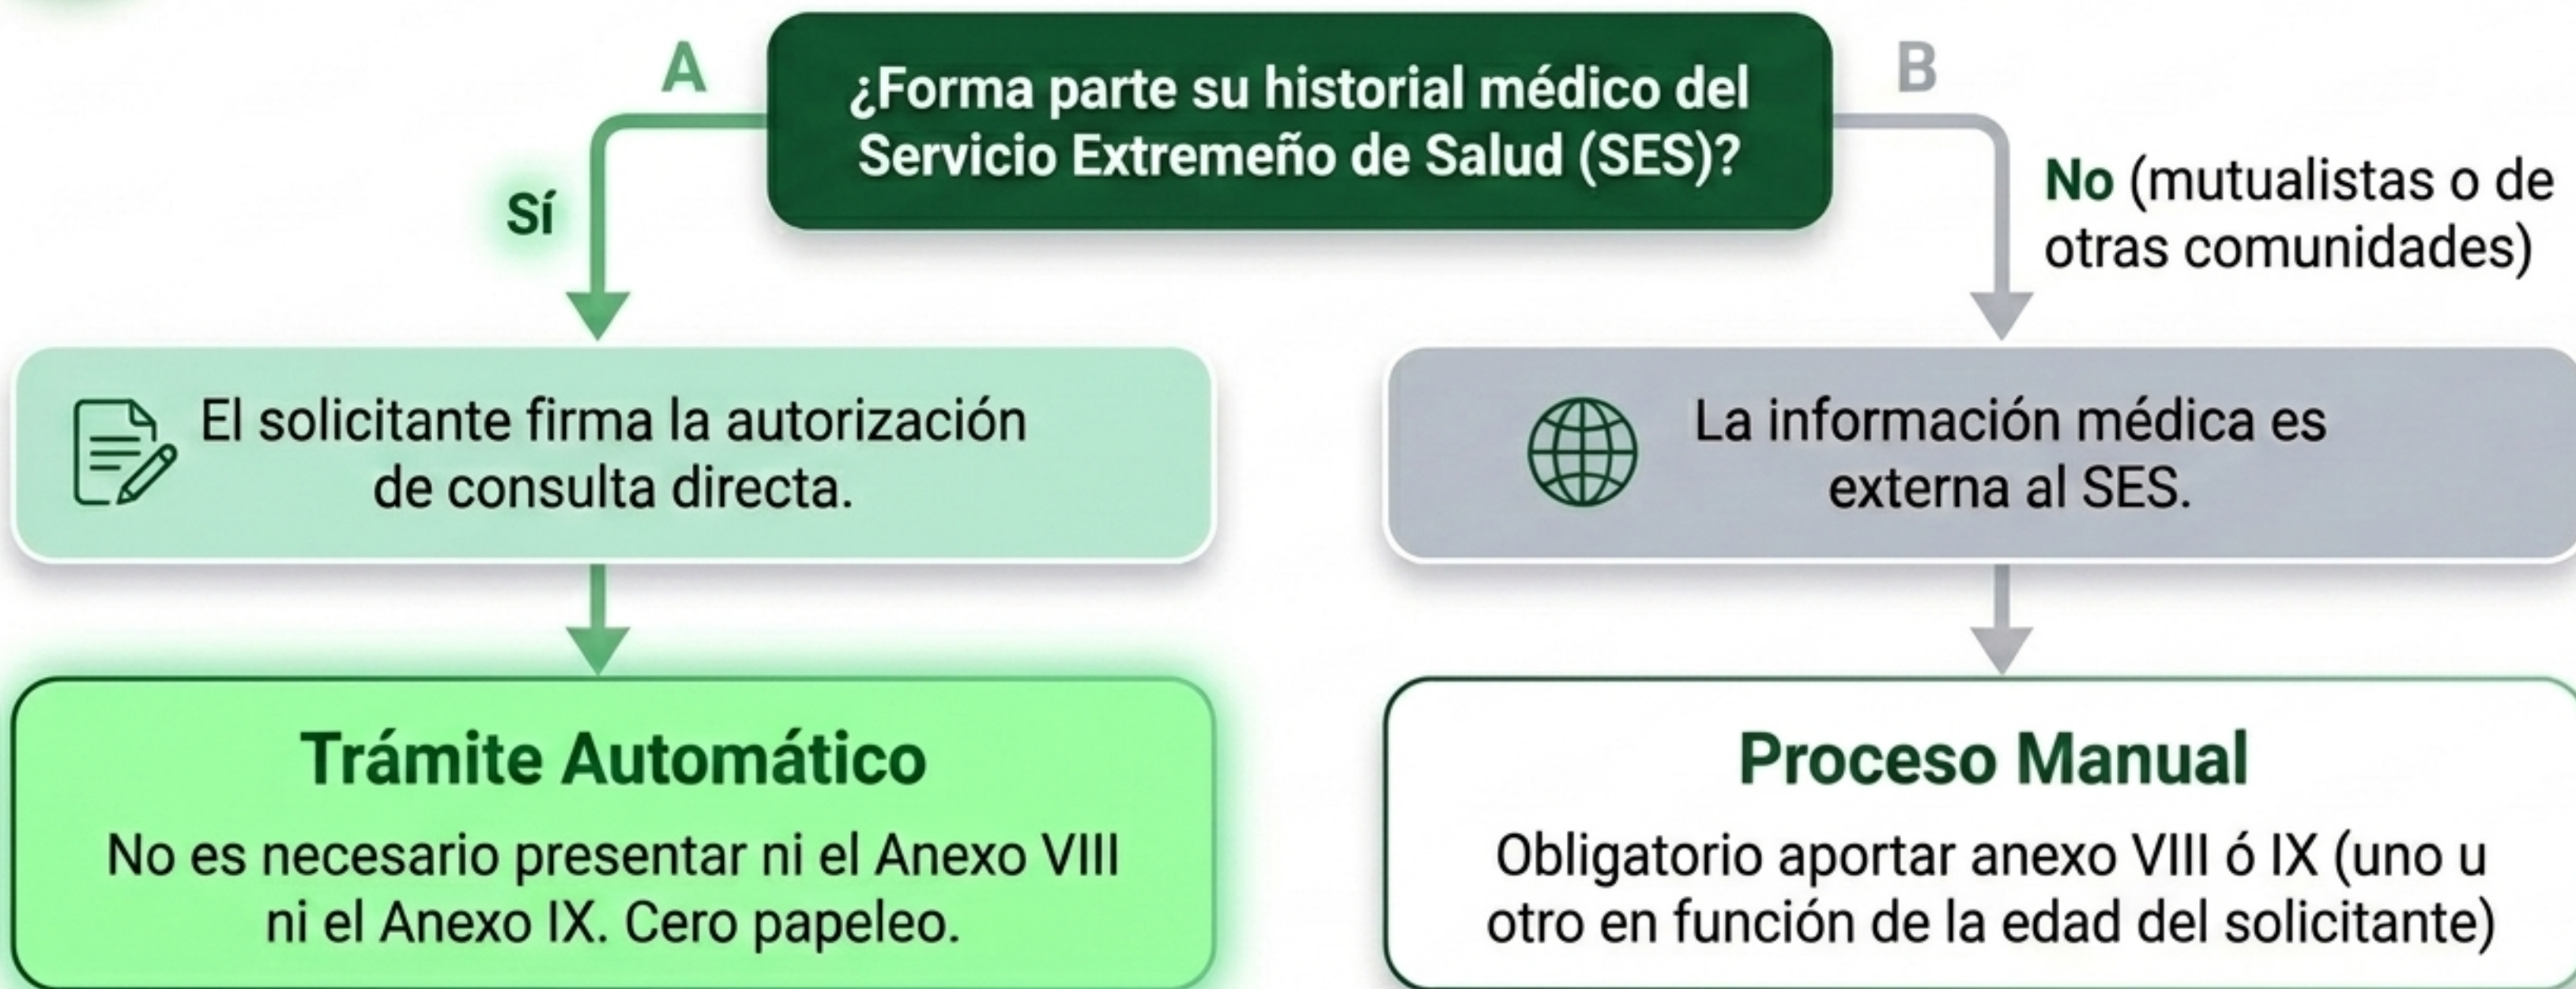 A
¿Forma parte su historial médico del
Servicio Extremeño de Salud (SES)?
B
Sí
No (mutualistas o de
otras comunidades)
El solicitante firma la autorización
de consulta directa.
La información médica es
externa al SES.
Trámite Automático
No es necesario presentar ni el Anexo VIII
ni el Anexo IX. Cero papeleo.
Proceso Manual
Obligatorio aportar anexo VIII ó IX (uno u
otro en función de la edad del solicitante)